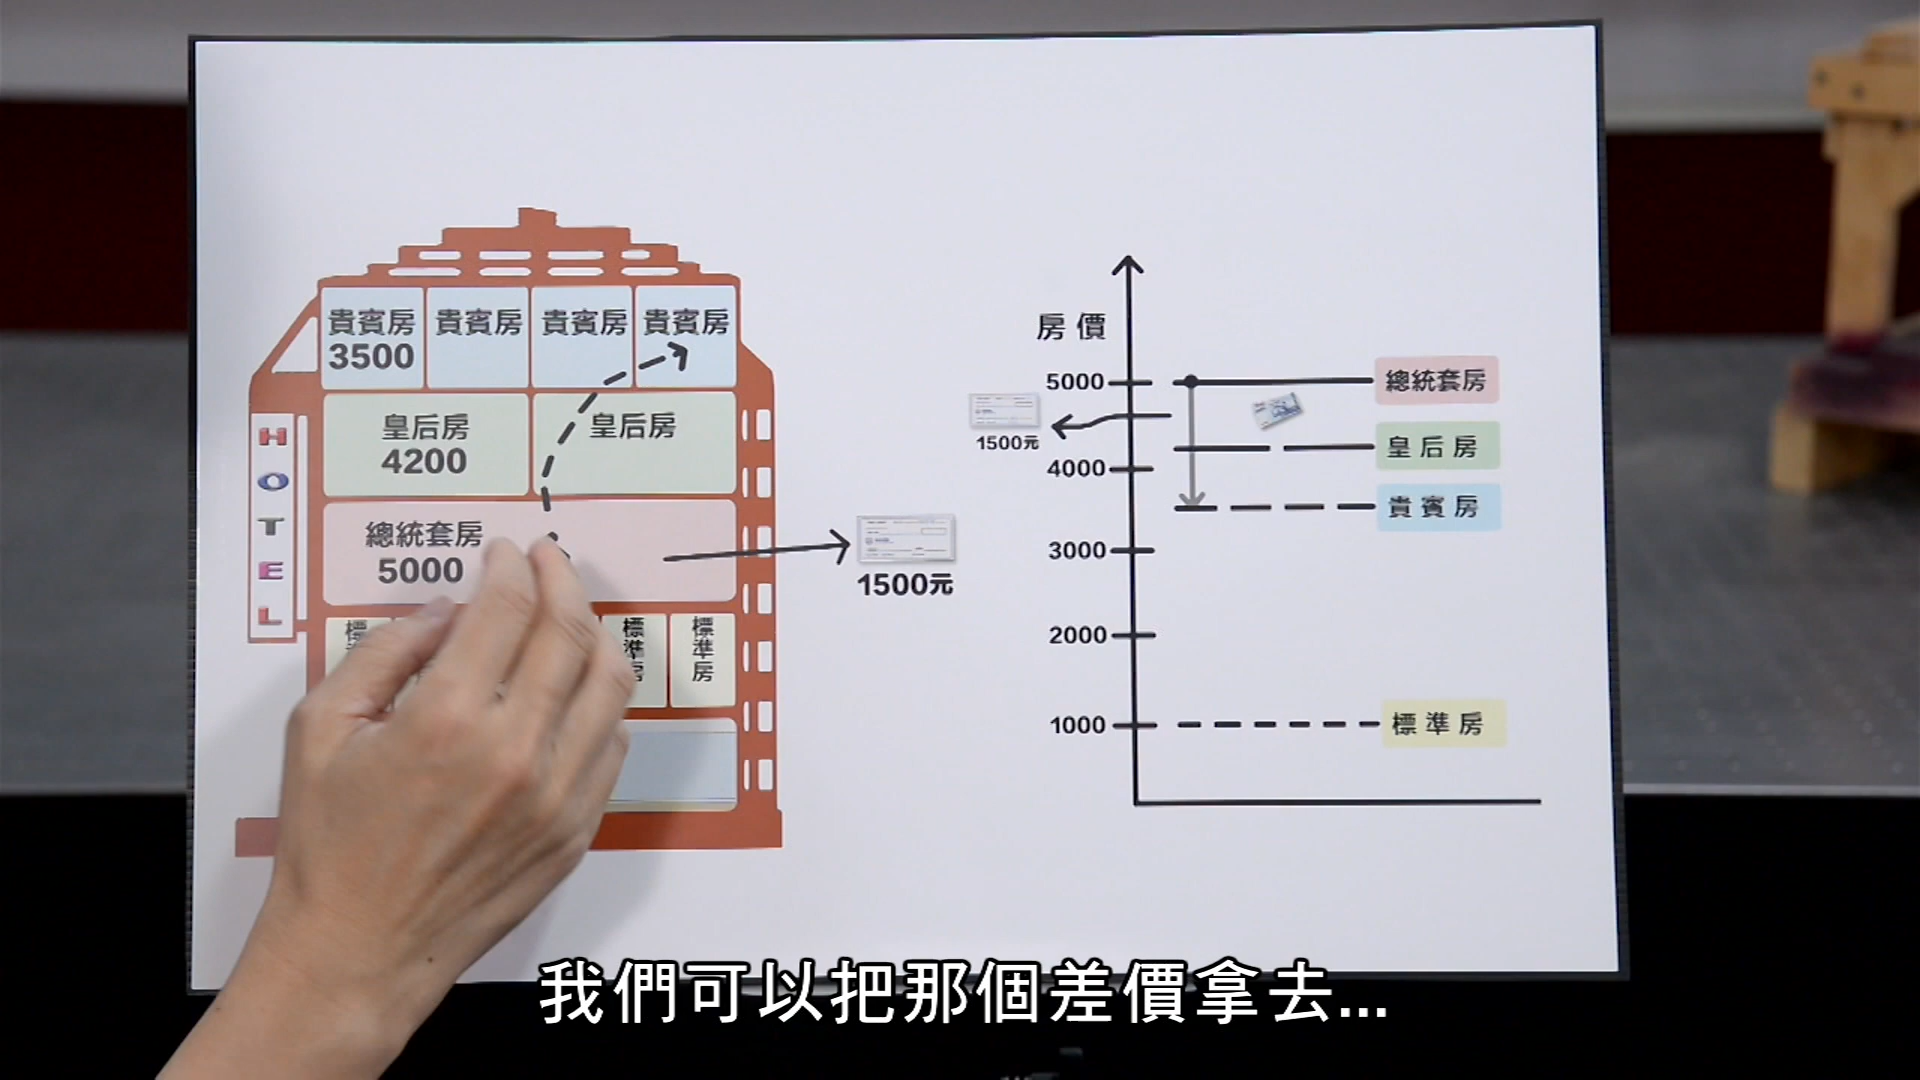 貴賓房 貴賓房 貴賓房 貴賓房
3500
皇后房 皇后房
4200
總統套房
5000
標準房
標準房
HOTEL
1500元
房價
5000
4000
3000
2000
1000
1500元
總統套房
皇后房
貴賓房
標準房
我們可以把那個差價拿去...